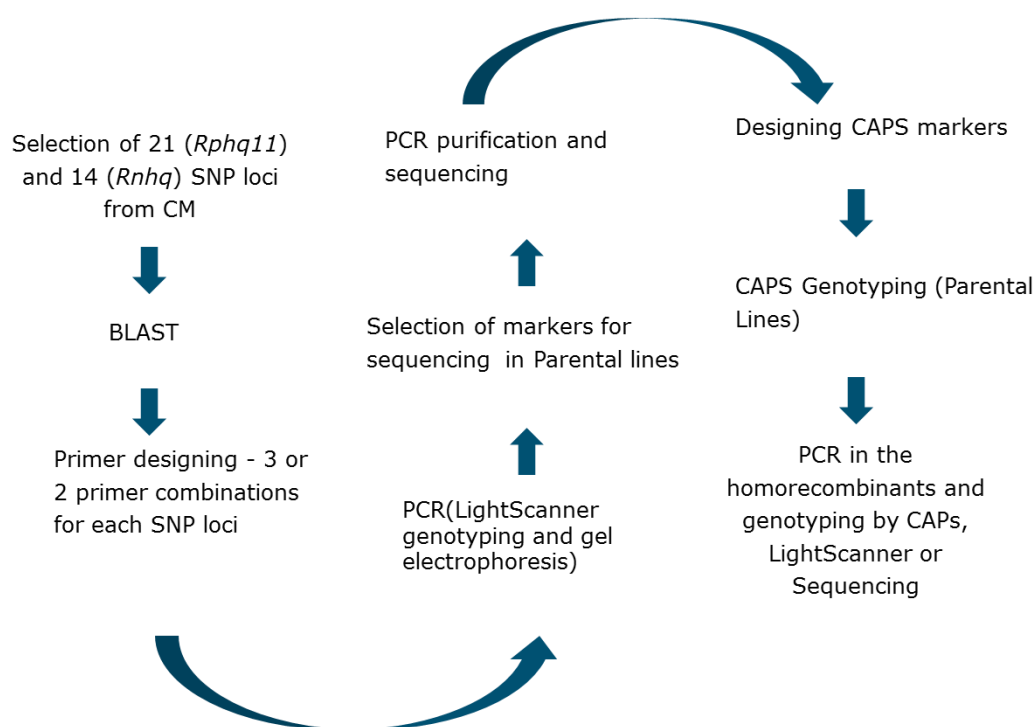 Selection of 21 (Rphq11)
and 14 (Rnhq) SNP loci
from CM
BLAST
Primer designing - 3 or
2 primer combinations
for each SNP loci
PCR(LightScanner
genotyping and gel
electrophoresis)
Selection of markers for
sequencing in Parental lines
PCR purification and
sequencing
Designing CAPS markers
CAPS Genotyping (Parental
Lines)
PCR in the
homorecombinants and
genotyping by CAPs,
LightScanner or
Sequencing